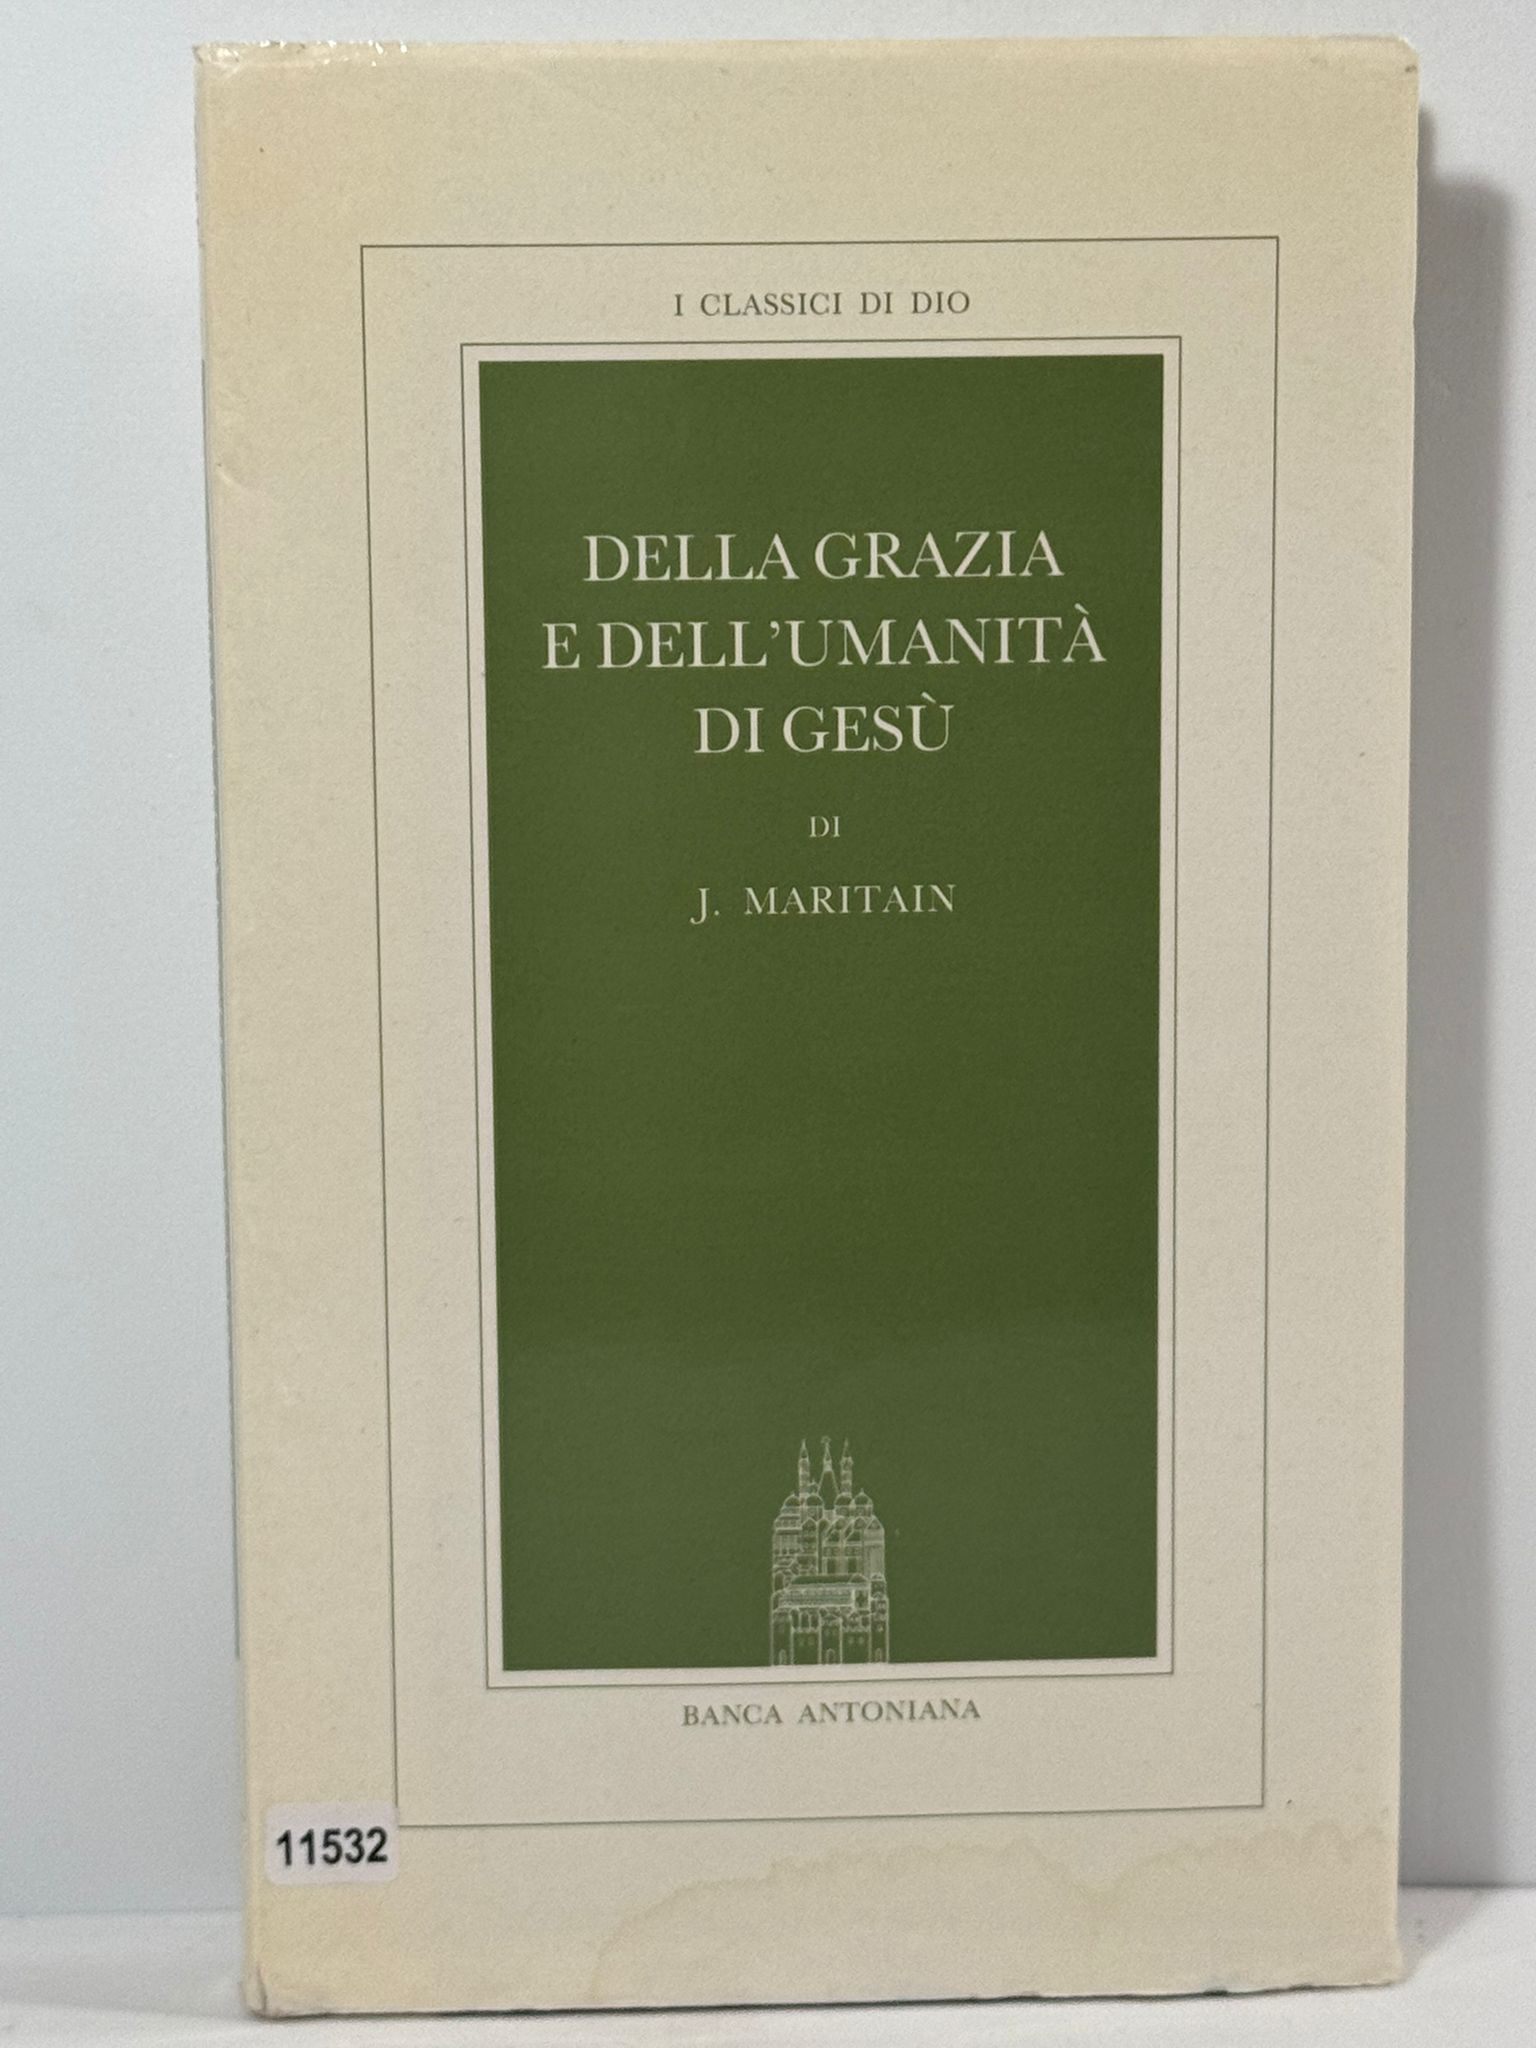 I CLASSICI DI DIO
DELLA GRAZIA
E DELL'UMANITÀ
DI GESÙ
DI
J. MARITAIN
BANCA ANTONIANA
11532